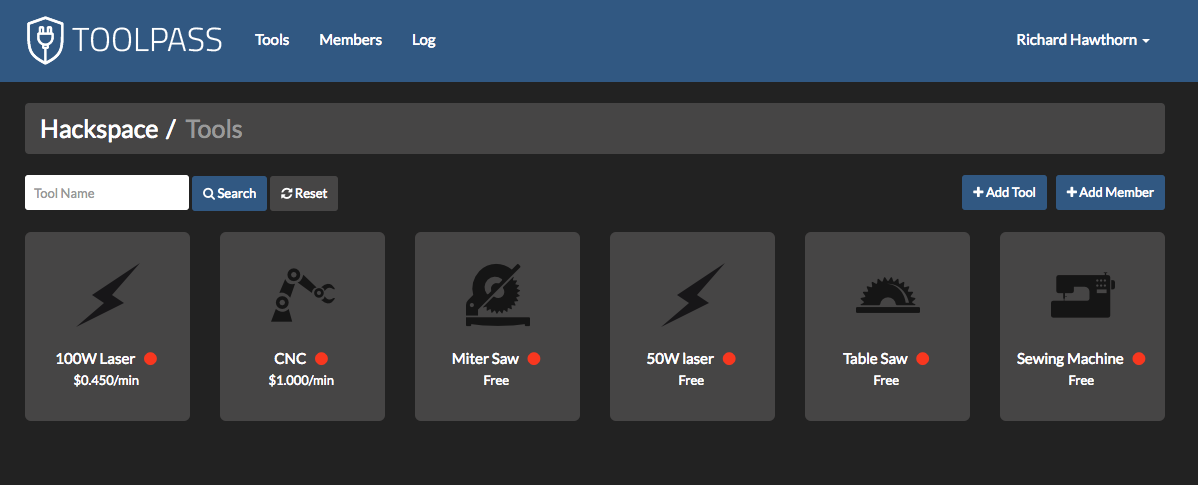 TOOLPASS Tools Members Log Richard Hawthorn
Hackspace / Tools
Tool Name Search Reset Add Tool Add Member
100W Laser CNC Miter Saw 50W laser Table Saw Sewing Machine
$0.450/min $1.000/min Free Free Free Free